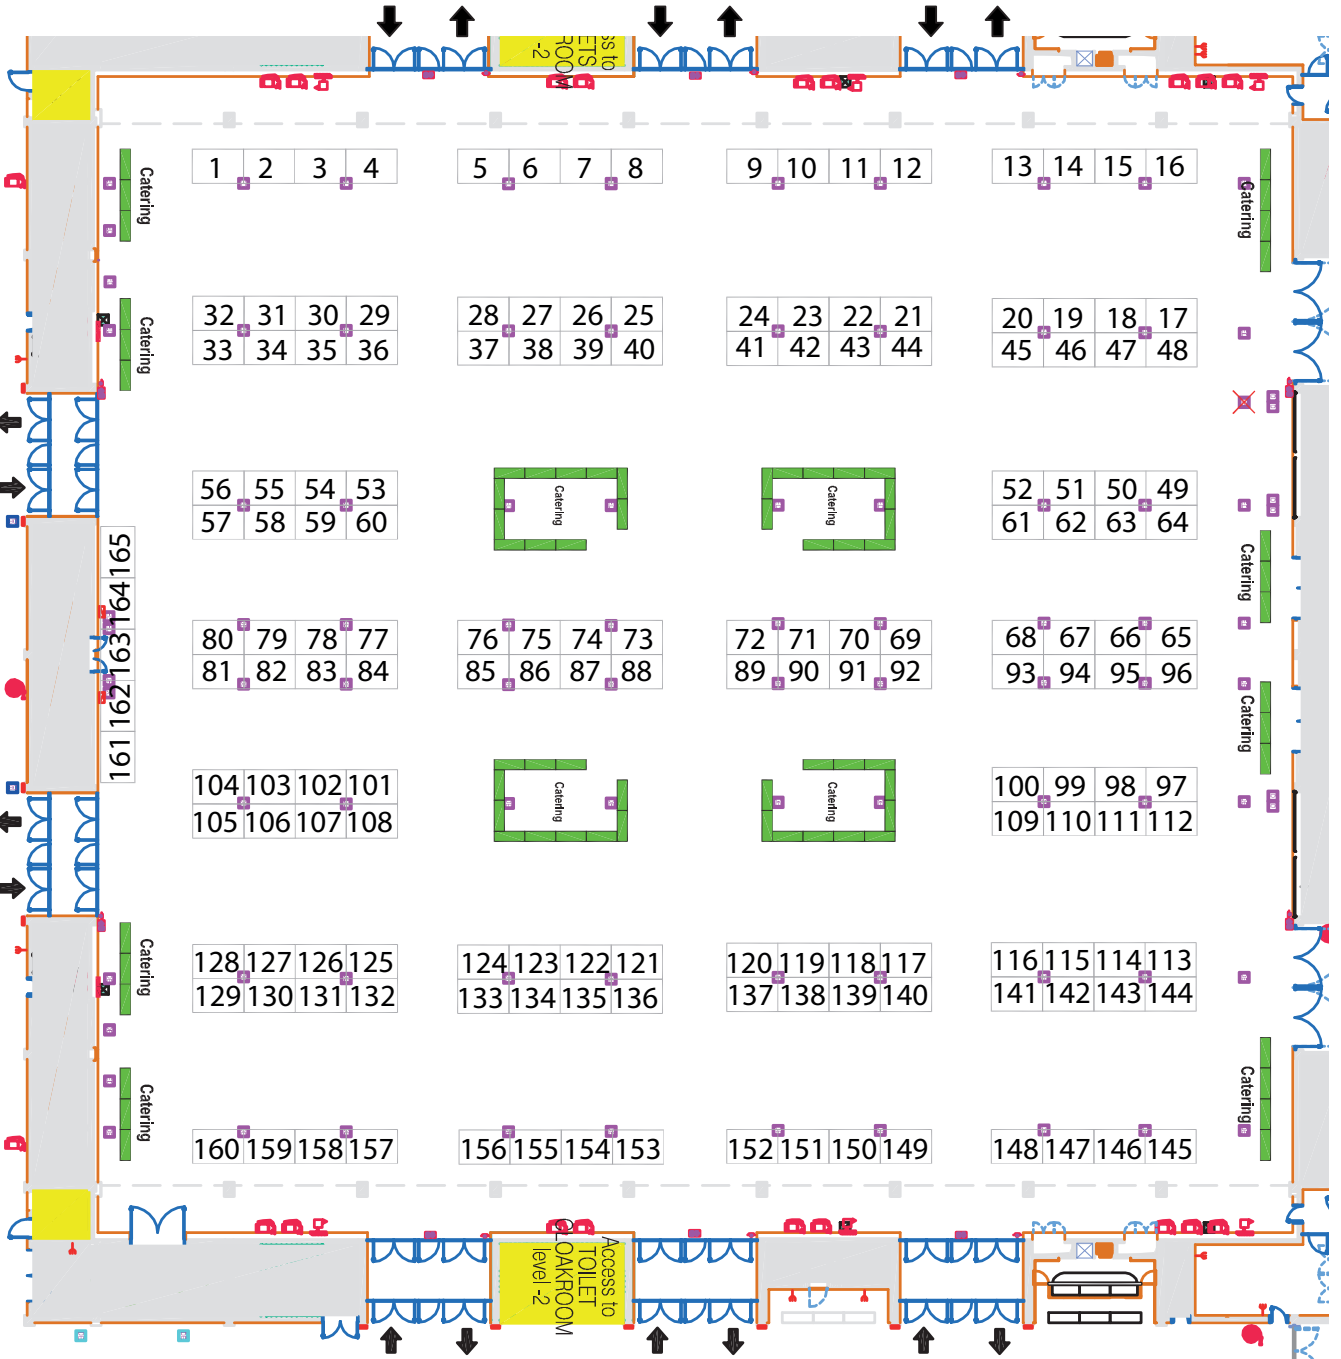 ss to
ETS
ROOM
-2
1 2 3 4 5 6 7 8 9 10 11 12 13 14 15 16
Catering
Catering
32 31 30 29 28 27 26 25 24 23 22 21 20 19 18 17
33 34 35 36 37 38 39 40 41 42 43 44 45 46 47 48
Catering
56 55 54 53 52 51 50 49
57 58 59 60 61 62 63 64
Catering
Catering
Catering
165
164
163
162
161
80 79 78 77 76 75 74 73 72 71 70 69 68 67 66 65
81 82 83 84 85 86 87 88 89 90 91 92 93 94 95 96
Catering
104 103 102 101 100 99 98 97
105 106 107 108 109 110 111 112
Catering
Catering
128 127 126 125 124 123 122 121 120 119 118 117 116 115 114 113
129 130 131 132 133 134 135 136 137 138 139 140 141 142 143 144
Catering
Catering
Catering
160 159 158 157 156 155 154 153 152 151 150 149 148 147 146 145
Access to
TOILET
CLOAKROOM
level -2